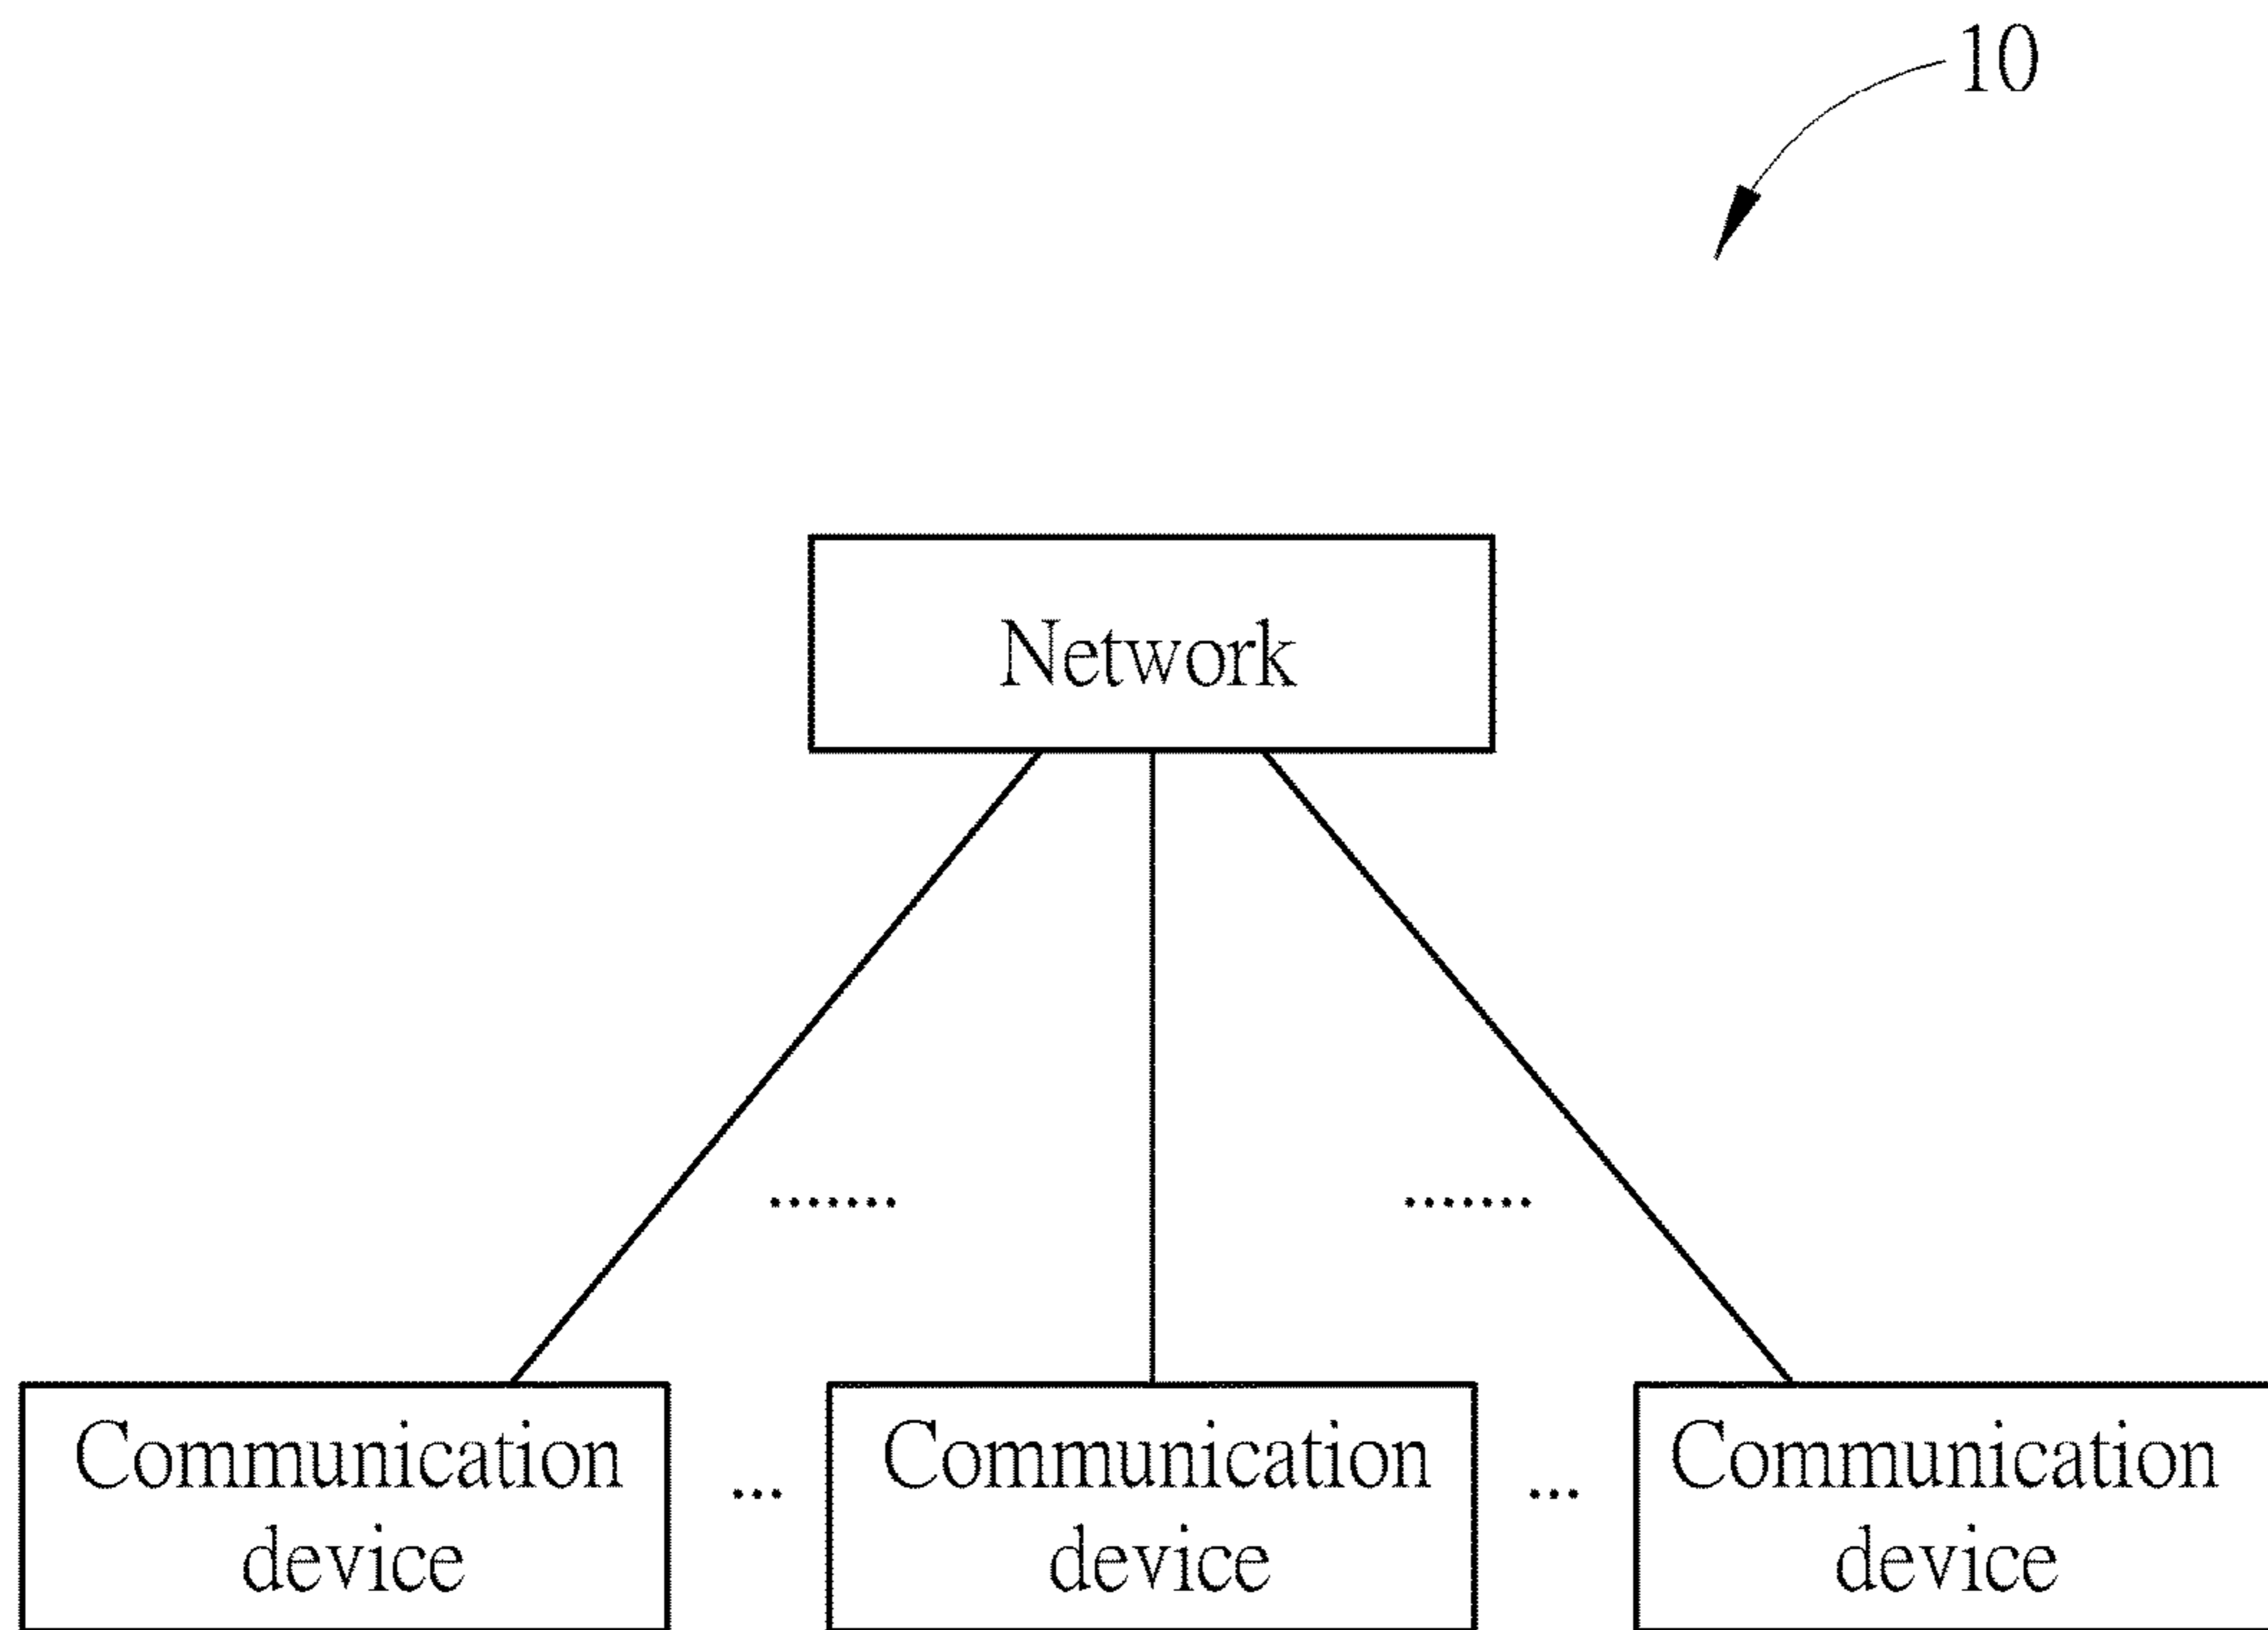 10
Network
.......
.......
Communication
device
...
Communication
device
...
Communication
device